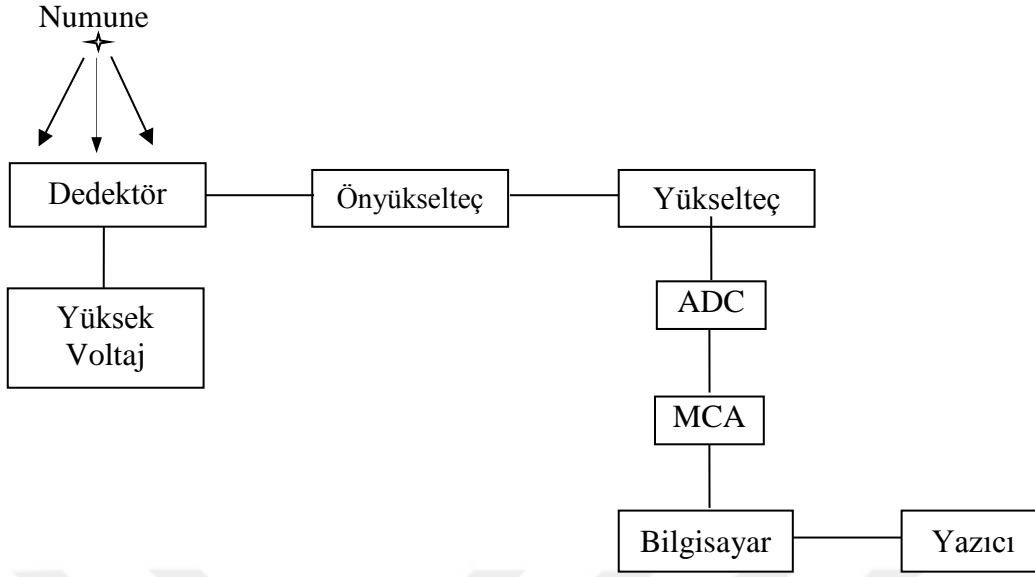 Numune
Dedektör
Önyükselteç
Yükselteç
Yüksek
Voltaj
ADC
MCA
Bilgisayar
Yazıcı